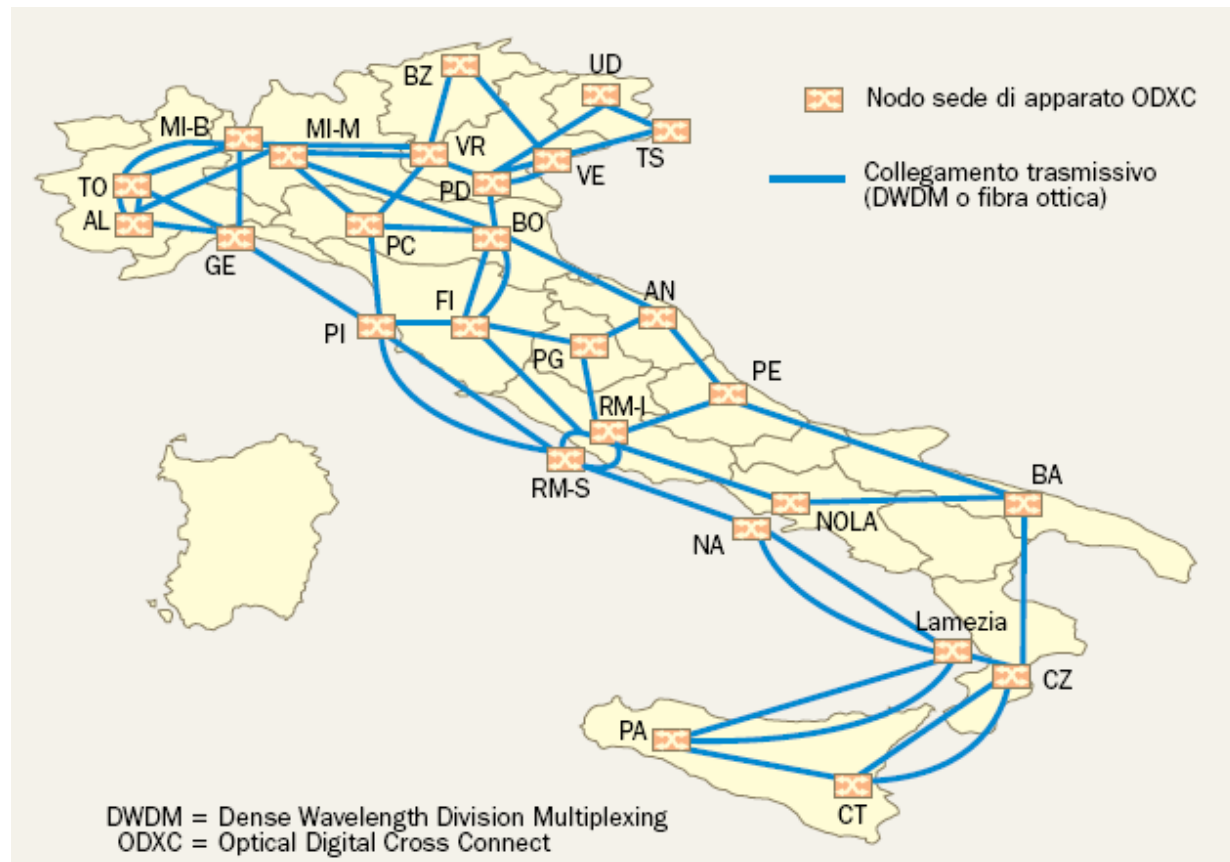 BZ
UD
Nodo sede di apparato ODXC
MI-B
MI-M
VR
TS
VE
Collegamento trasmissivo
(DWDM o fibra ottica)
TO
PD
AL
BO
PC
GE
AN
FI
PI
PG
PE
RM-I
RM-S
BA
NOLA
NA
Lamezia
CZ
PA
CT
DWDM = Dense Wavelength Division Multiplexing
ODXC = Optical Digital Cross Connect